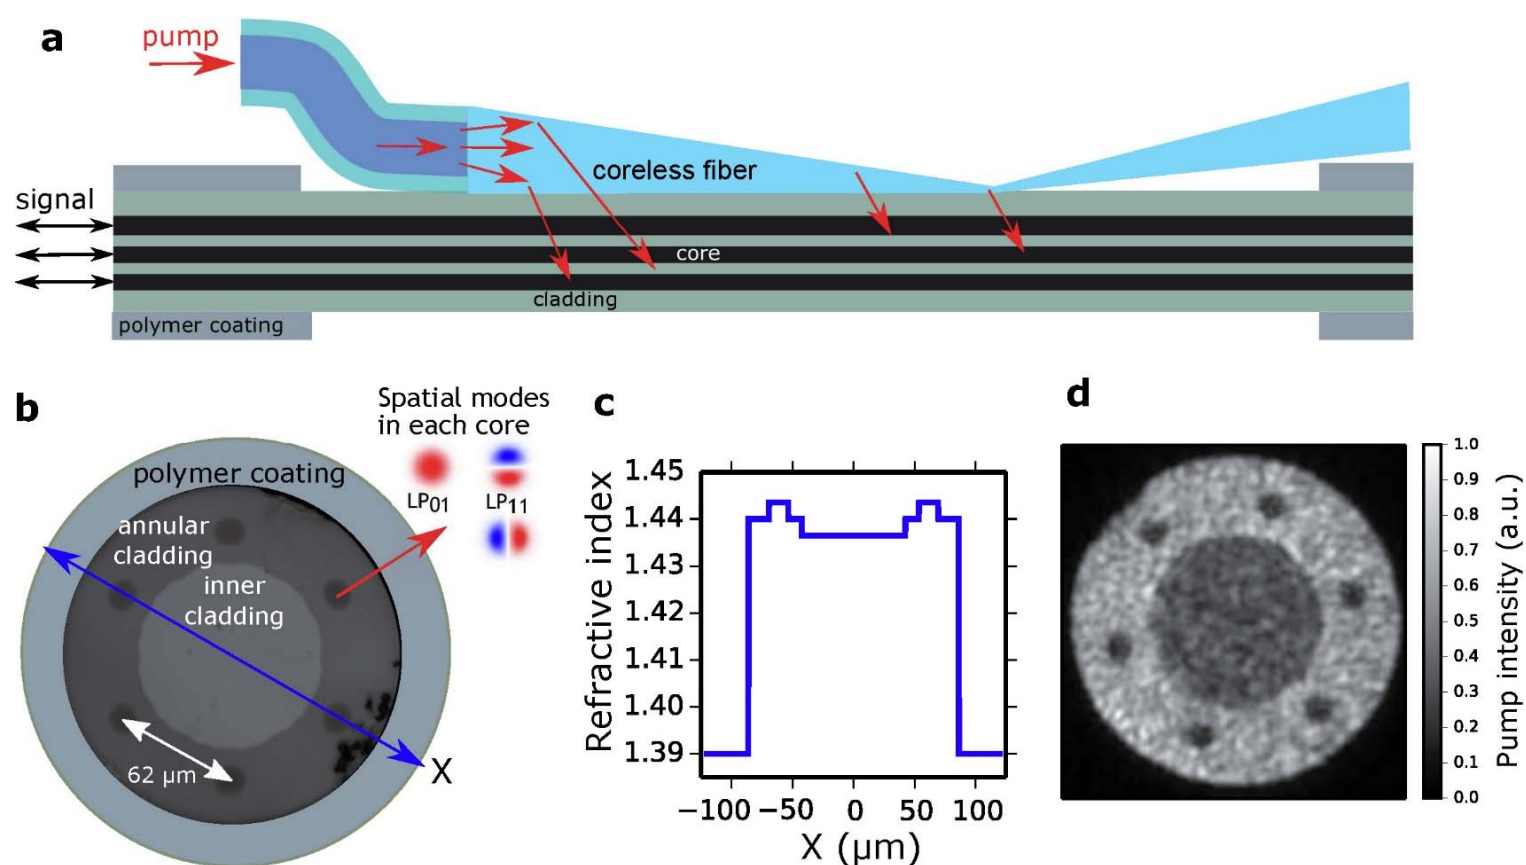 a
pump
coreless fiber
signal
core
cladding
polymer coating
b
Spatial modes
in each core
polymer coating
LP01
LP11
annular
cladding
inner
cladding
62 µm
X
c
Refractive index
1.45
1.44
1.43
1.42
1.41
1.40
1.39
−100
−50
0
50
100
X (µm)
d
1.0
0.9
0.8
0.7
0.6
0.5
0.4
0.3
0.2
0.1
0.0
Pump intensity (a.u.)